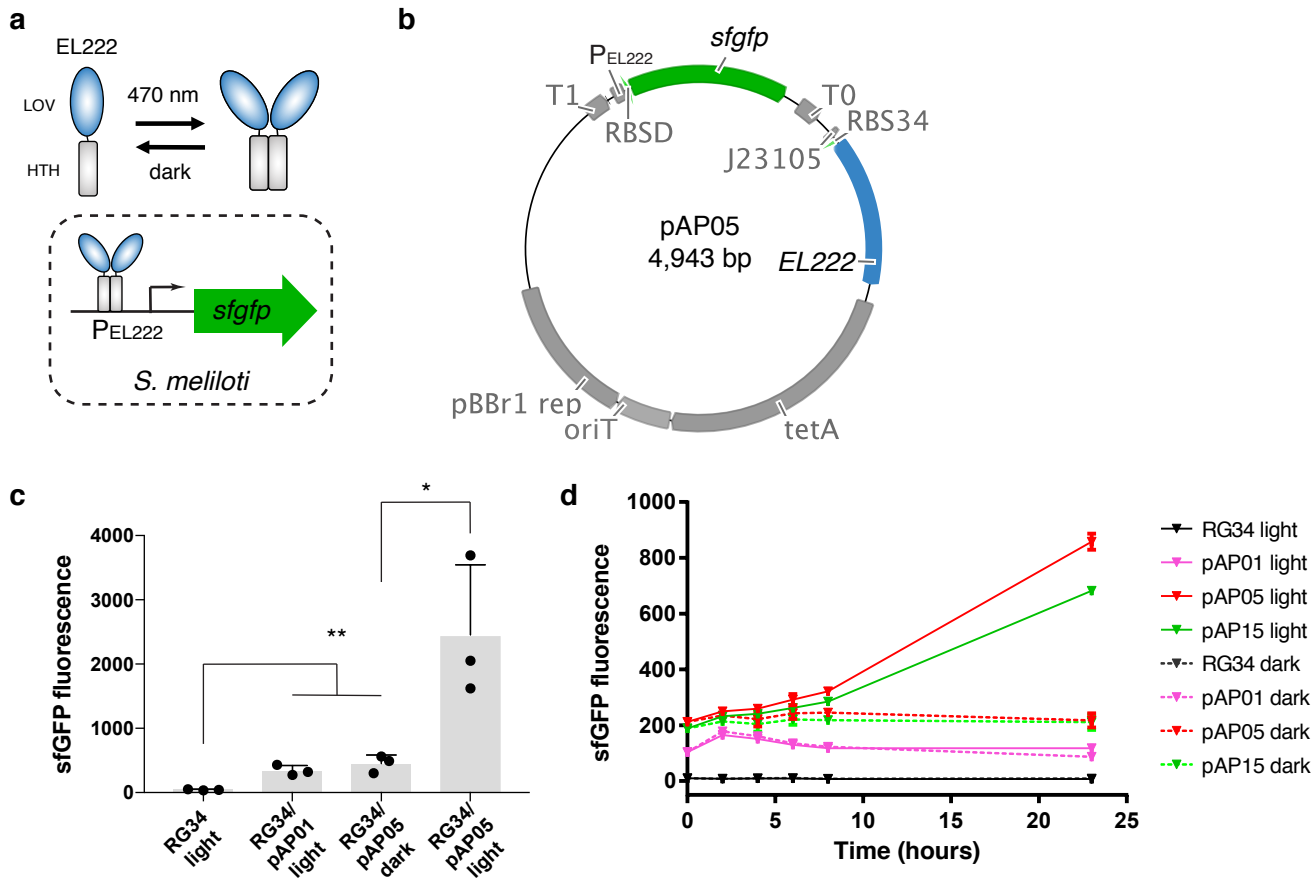 a
EL222
LOV
470 nm
HTH
dark
sfgfp
PEL222
S. meliloti
b
sfgfp
PEL222
T1
T0
RBSD
RBS34
J23105
pAP05
4,943 bp
EL222
pBBr1 rep
oriT
tetA
c
*
**
sfGFP fluorescence
4000
3000
2000
1000
0
RG34
light
RG34/
pAP01
light
RG34/
pAP05
dark
RG34/
pAP05
light
d
sfGFP fluorescence
1000
800
600
400
200
0
0
5
10
15
20
25
Time (hours)
RG34 light
pAP01 light
pAP05 light
pAP15 light
RG34 dark
pAP01 dark
pAP05 dark
pAP15 dark